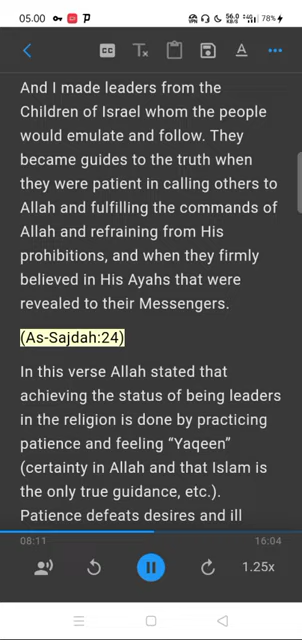 05.00
56.0 KB/S 4G 78%
CC
And I made leaders from the
Children of Israel whom the people
would emulate and follow. They
became guides to the truth when
they were patient in calling others to
Allah and fulfilling the commands of
Allah and refraining from His
prohibitions, and when they firmly
believed in His Ayahs that were
revealed to their Messengers.
(As-Sajdah:24)
In this verse Allah stated that
achieving the status of being leaders
in the religion is done by practicing
patience and feeling “Yaqeen”
(certainty in Allah and that Islam is
the only true guidance, etc.).
Patience defeats desires and ill
08:11 16:04
1.25x